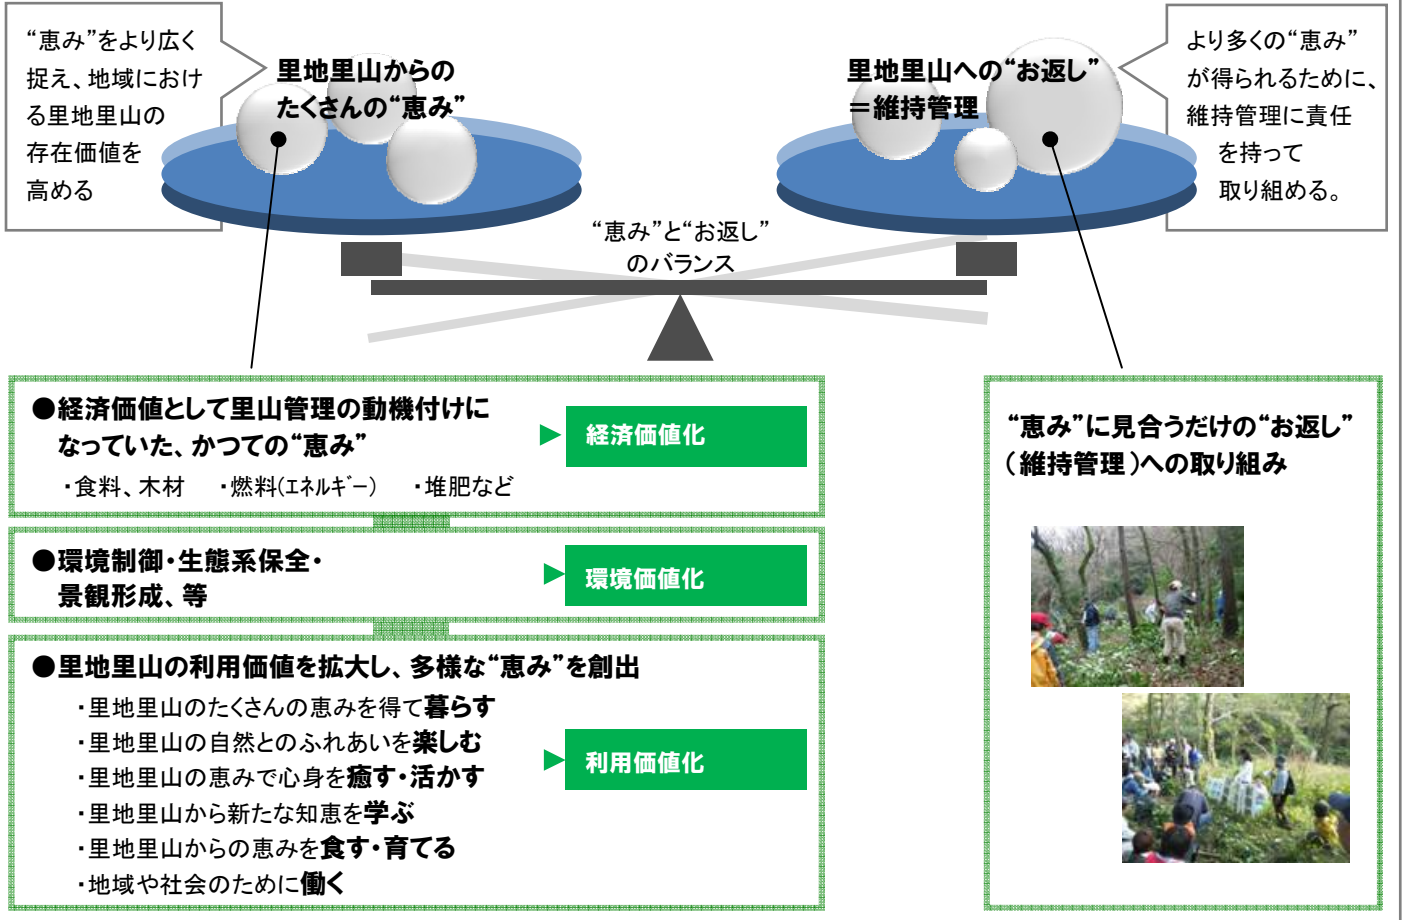 “恵み”をより広く
捉え、地域におけ
る里地里山の
存在価値を
高める
里地里山からの
たくさんの“恵み”
里地里山への“お返し”
＝維持管理
より多くの“恵み”
が得られるために、
維持管理に責任
を持って
取り組める。
“恵み”と“お返し”
のバランス
●経済価値として里山管理の動機付けに
なっていた、かつての“恵み”
・食料、木材　・燃料(ｴﾈﾙｷﾞｰ)　・堆肥など
経済価値化
●環境制御・生態系保全・
景観形成、等
環境価値化
●里地里山の利用価値を拡大し、多様な“恵み”を創出
・里地里山のたくさんの恵みを得て暮らす
・里地里山の自然とのふれあいを楽しむ
・里地里山の恵みで心身を癒す・活かす
・里地里山から新たな知恵を学ぶ
・里地里山からの恵みを食す・育てる
・地域や社会のために働く
利用価値化
“恵み”に見合うだけの“お返し”
（維持管理）への取り組み